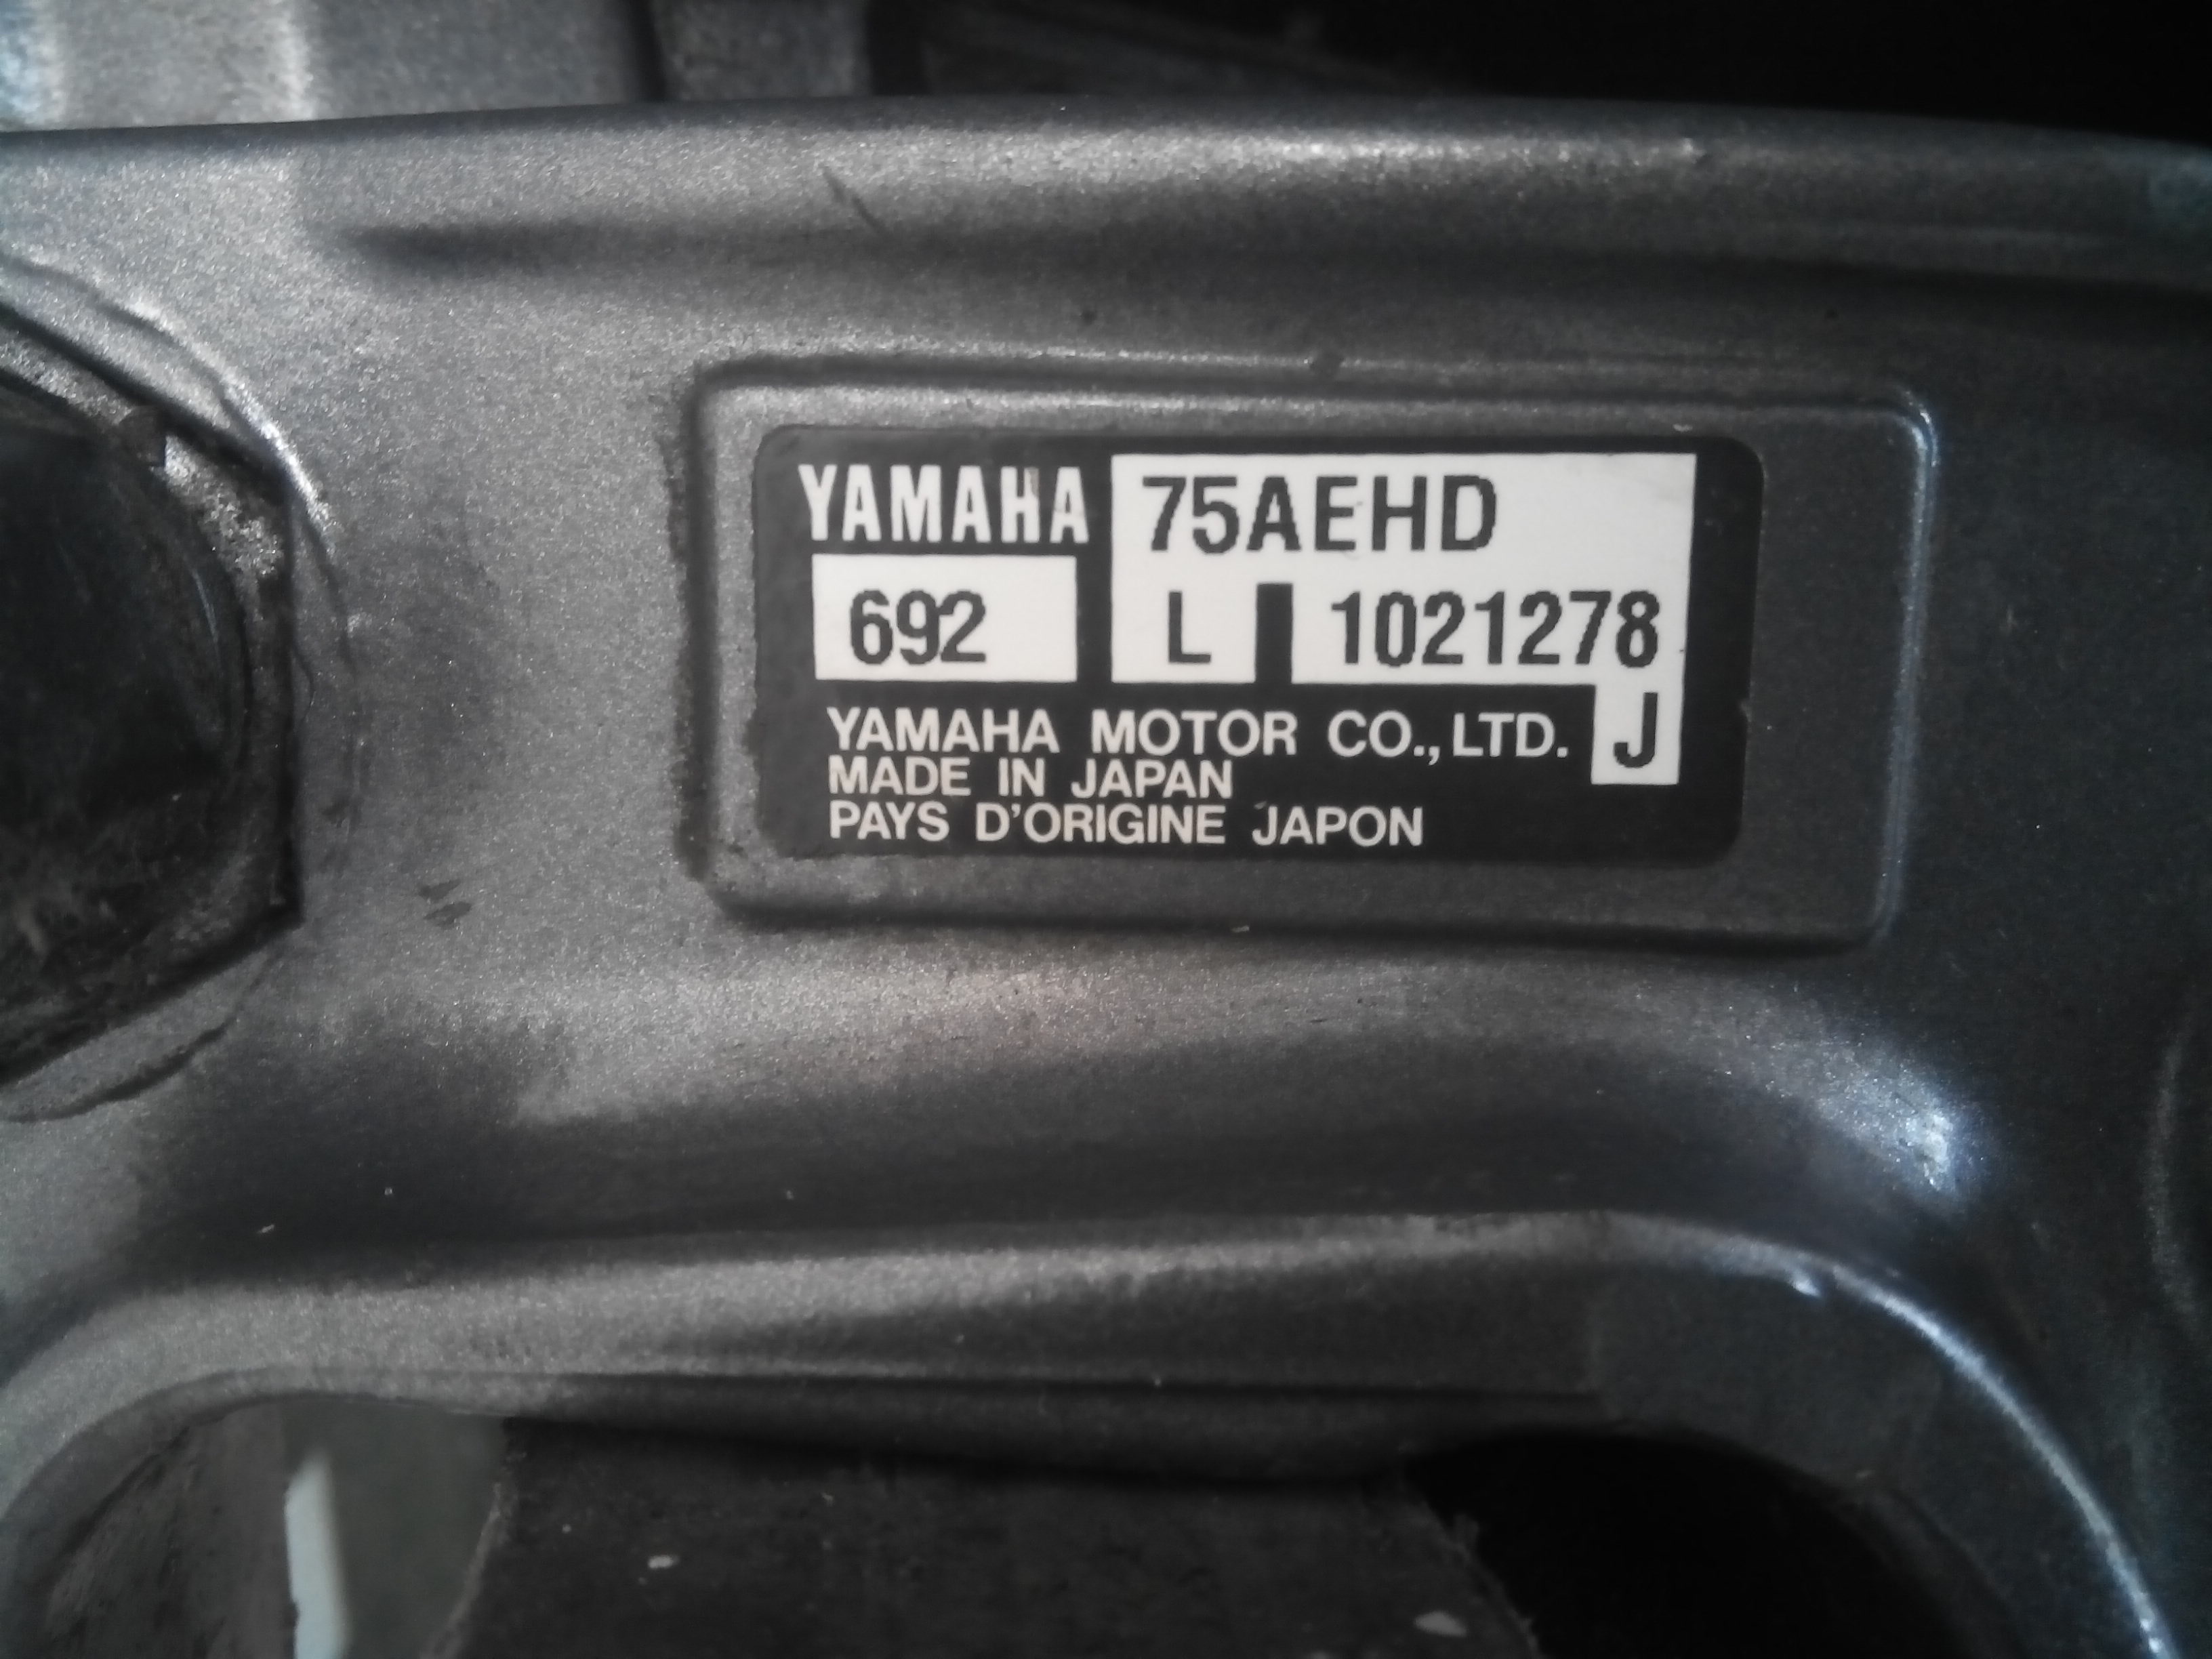 YAMAHA 75AEHD
692 L 1021278
YAMAHA MOTOR CO., LTD. J
MADE IN JAPAN
PAYS D'ORIGINE JAPON